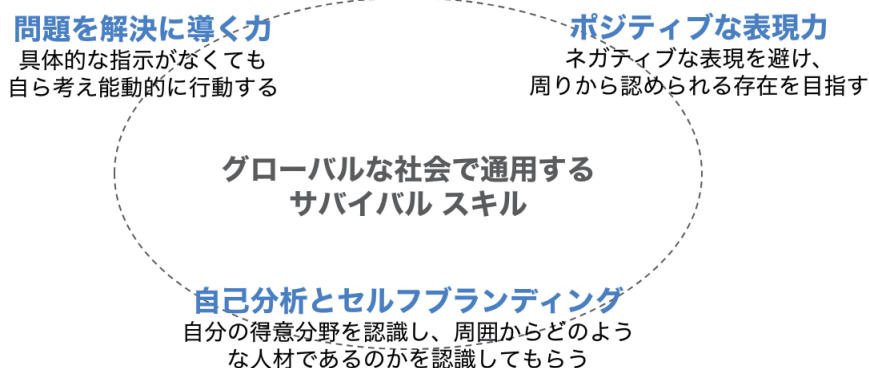 問題を解決に導く力
具体的な指示がなくても
自ら考え能動的に行動する
ポジティブな表現力
ネガティブな表現を避け、
周りから認められる存在を目指す
グローバルな社会で通用する
サバイバル スキル
自己分析とセルフブランディング
自分の得意分野を認識し、周囲からどのよう
な人材であるのかを認識してもらう